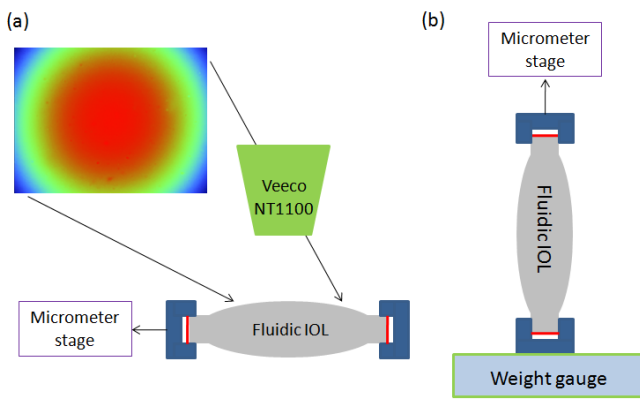 (a)
Veeco
NT1100
Micrometer
stage
Fluidic IOL
(b)
Micrometer
stage
Fluidic IOL
Weight gauge